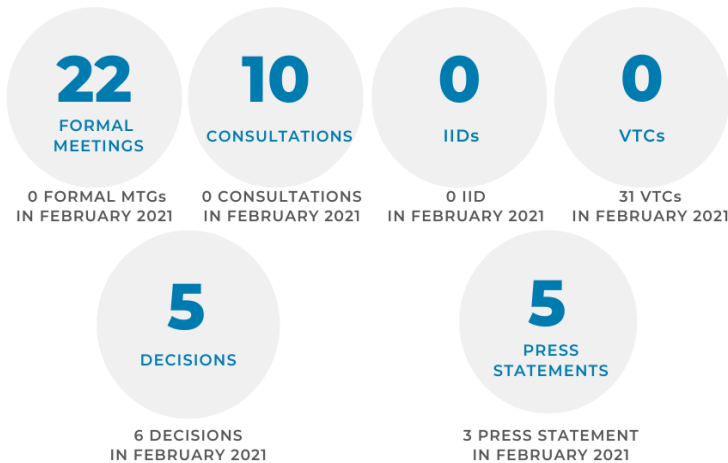 22
FORMAL
MEETINGS
0 FORMAL MTGs
IN FEBRUARY 2021
10
CONSULTATIONS
0 CONSULTATIONS
IN FEBRUARY 2021
0
IIDs
0 IID
IN FEBRUARY 2021
0
VTCs
31 VTCs
IN FEBRUARY 2021
5
DECISIONS
6 DECISIONS
IN FEBRUARY 2021
5
PRESS
STATEMENTS
3 PRESS STATEMENT
IN FEBRUARY 2021